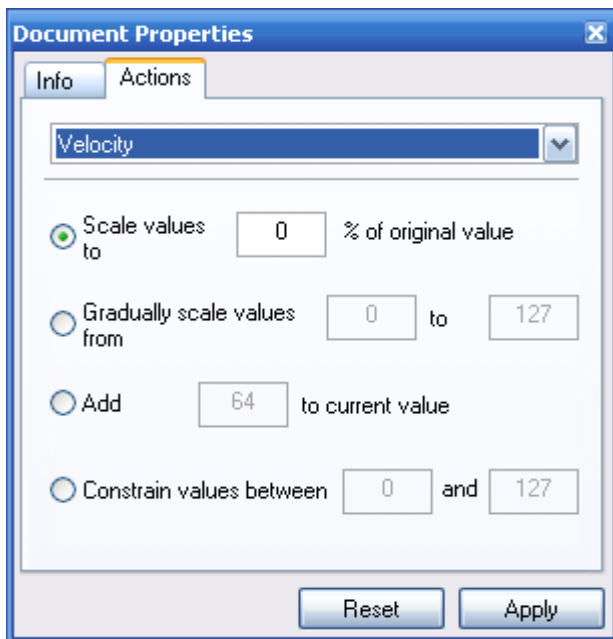 Document Properties
Info
Actions
Velocity
Scale values
to
0
% of original value
Gradually scale values
from
0
to
127
Add
64
to current value
Constrain values between
0
and
127
Reset
Apply